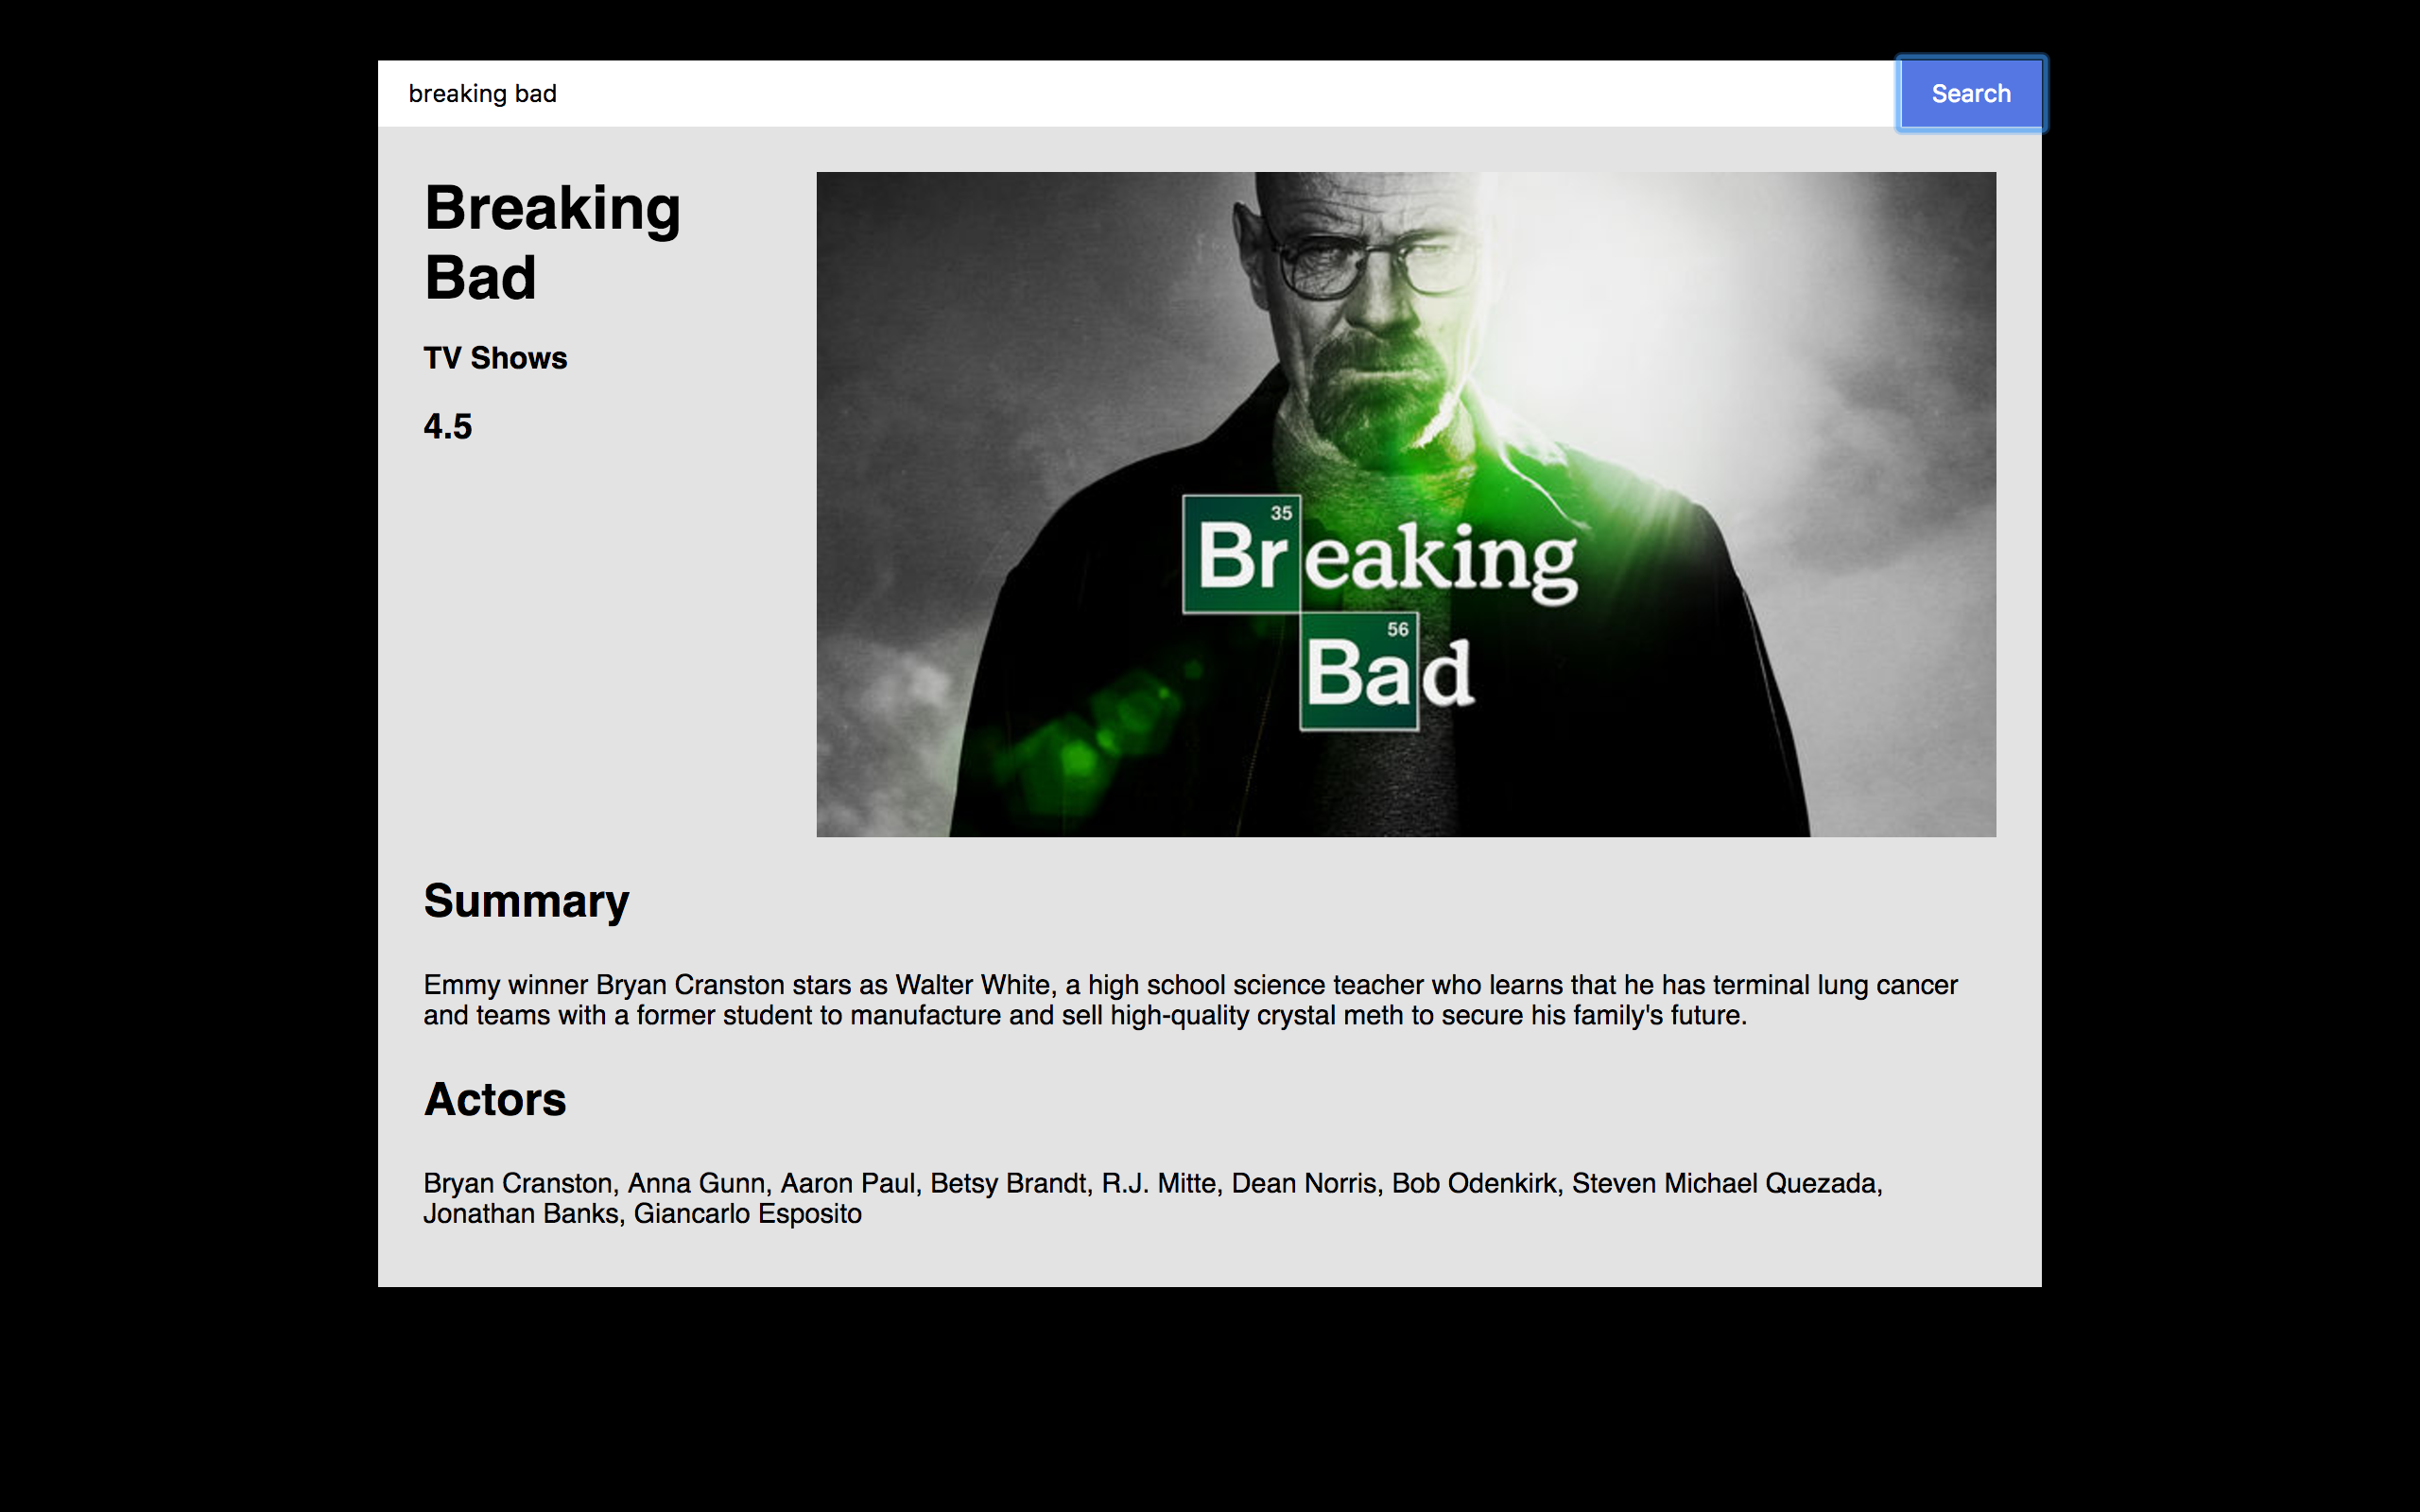 breaking bad
Search
Breaking
Bad
TV Shows
4.5
35
Breaking
56
Bad
Summary
Emmy winner Bryan Cranston stars as Walter White, a high school science teacher who learns that he has terminal lung cancer
and teams with a former student to manufacture and sell high-quality crystal meth to secure his family's future.
Actors
Bryan Cranston, Anna Gunn, Aaron Paul, Betsy Brandt, R.J. Mitte, Dean Norris, Bob Odenkirk, Steven Michael Quezada,
Jonathan Banks, Giancarlo Esposito